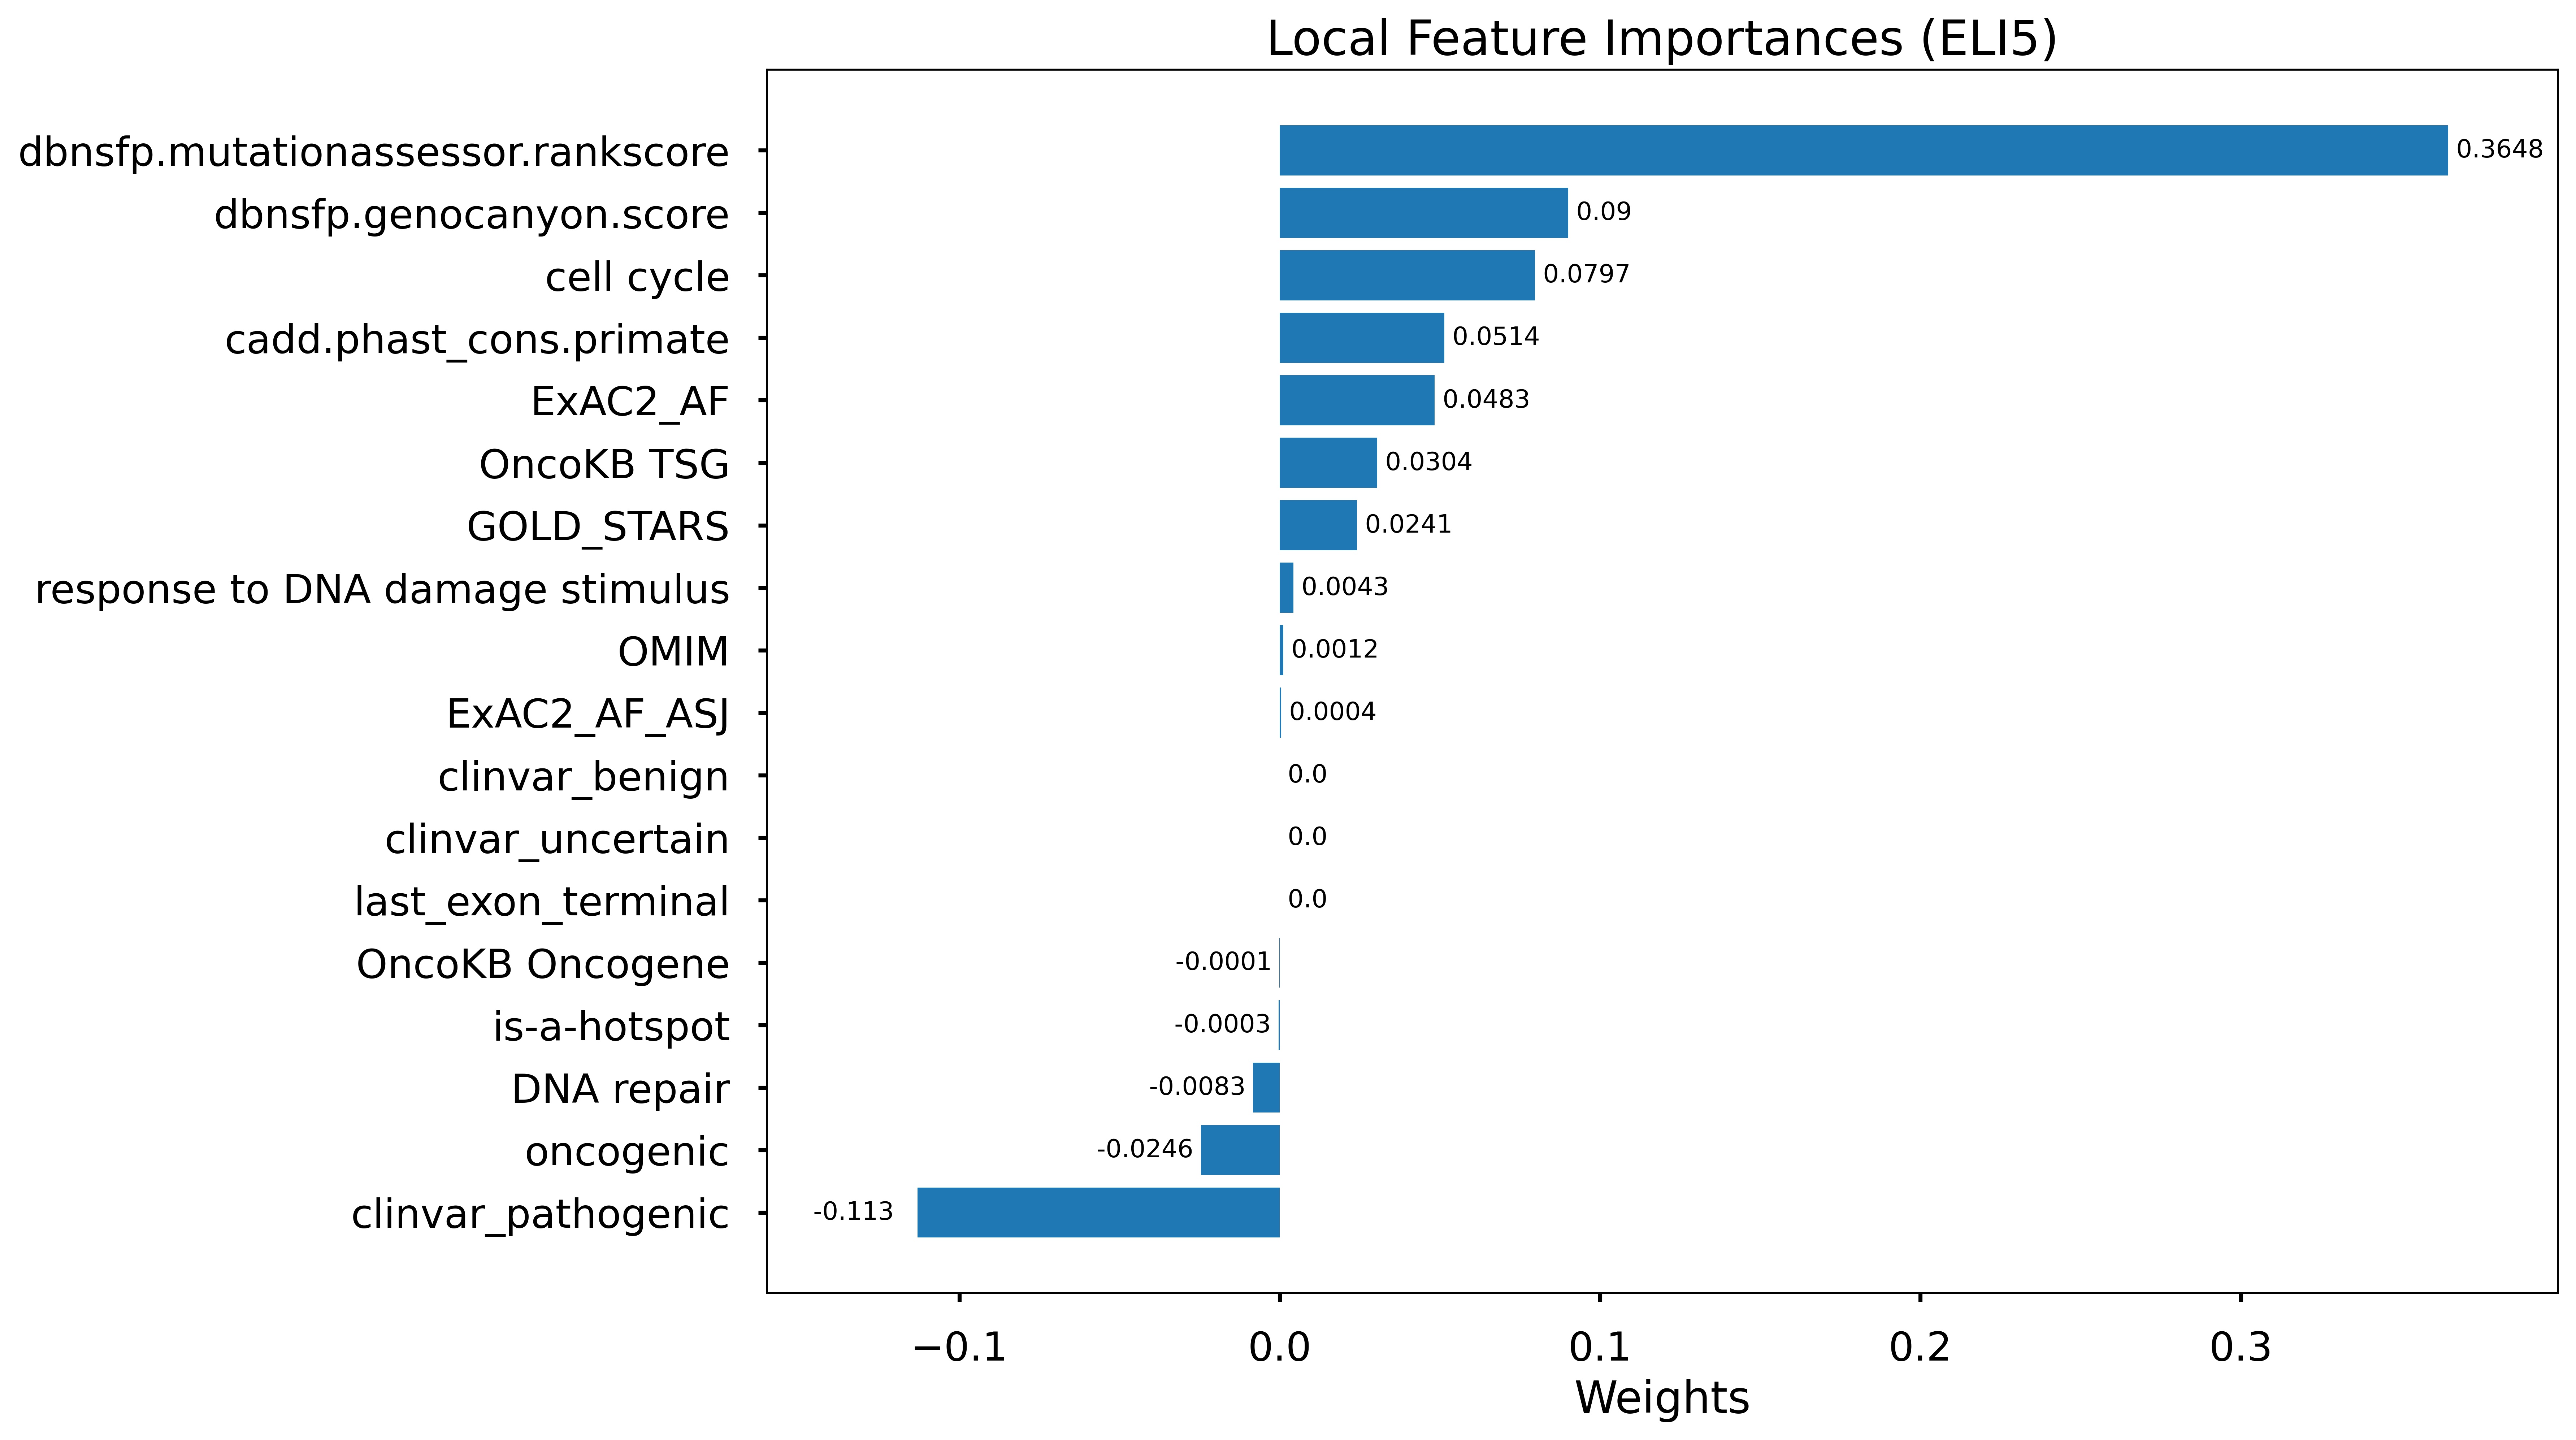 Local Feature Importances (ELI5)
dbnsfp.mutationassessor.rankscore 0.3648
dbnsfp.genocanyon.score 0.09
cell cycle 0.0797
cadd.phast_cons.primate 0.0514
ExAC2_AF 0.0483
OncoKB TSG 0.0304
GOLD_STARS 0.0241
response to DNA damage stimulus 0.0043
OMIM 0.0012
ExAC2_AF_ASJ 0.0004
clinvar_benign 0.0
clinvar_uncertain 0.0
last_exon_terminal 0.0
OncoKB Oncogene -0.0001
is-a-hotspot -0.0003
DNA repair -0.0083
oncogenic -0.0246
clinvar_pathogenic -0.113
−0.1 0.0 0.1 0.2 0.3
Weights